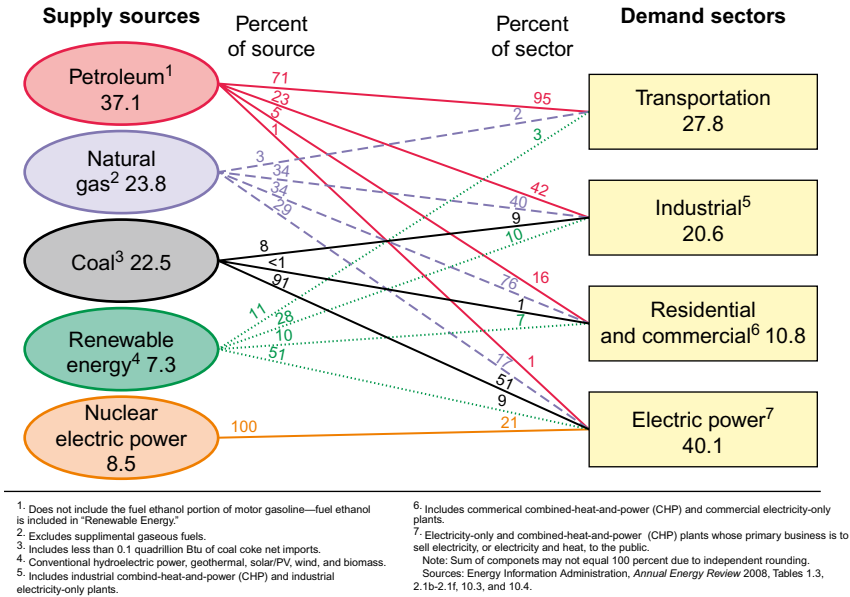 Supply sources
Percent
of source
Percent
of sector
Demand sectors
Petroleum1
37.1
71
23
5
1
95
Transportation
27.8
2
3
Natural
gas2 23.8
3
34
34
29
42
40
9
10
Industrial5
20.6
Coal3 22.5
8
<1
91
16
76
1
7
Residential
and commercial6 10.8
Renewable
energy4 7.3
11
28
10
51
1
17
51
9
Electric power7
40.1
Nuclear
electric power
8.5
100
21
1. Does not include the fuel ethanol portion of motor gasoline—fuel ethanol
is included in “Renewable Energy.”
2. Excludes supplimental gaseous fuels.
3. Includes less than 0.1 quadrillion Btu of coal coke net imports.
4. Conventional hydroelectric power, geothermal, solar/PV, wind, and biomass.
5. Includes industrial combind-heat-and-power (CHP) and industrial
electricity-only plants.
6. Includes commerical combined-heat-and-power (CHP) and commercial electricity-only
plants.
7. Electricity-only and combined-heat-and-power (CHP) plants whose primary business is to
sell electricity, or electricity and heat, to the public.
Note: Sum of componets may not equal 100 percent due to independent rounding.
Sources: Energy Information Administration, Annual Energy Review 2008, Tables 1.3,
2.1b-2.1f, 10.3, and 10.4.